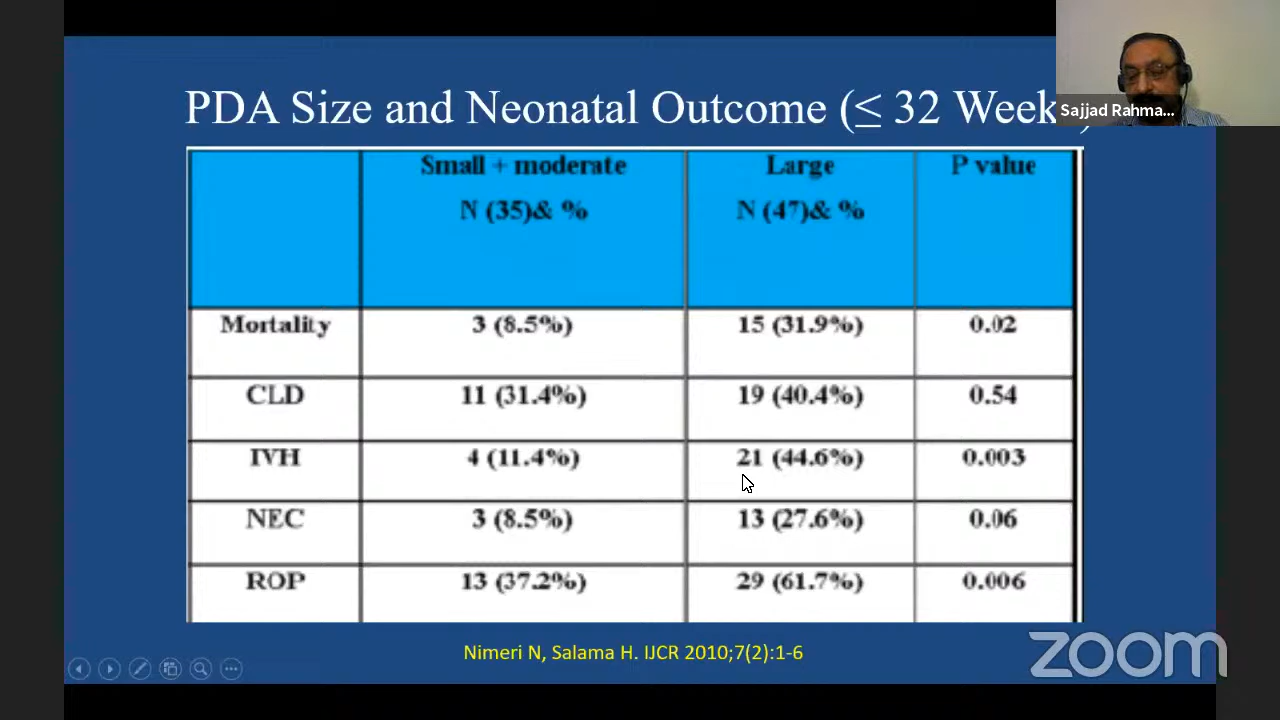 PDA Size and Neonatal Outcome (≤ 32 Week
Sajjad Rahma...
Small + moderate
N (35)& %
Large
N (47)& %
P value
Mortality 3 (8.5%) 15 (31.9%) 0.02
CLD 11 (31.4%) 19 (40.4%) 0.54
IVH 4 (11.4%) 21 (44.6%) 0.003
NEC 3 (8.5%) 13 (27.6%) 0.06
ROP 13 (37.2%) 29 (61.7%) 0.006
Nimeri N, Salama H. IJCR 2010;7(2):1-6
zoom